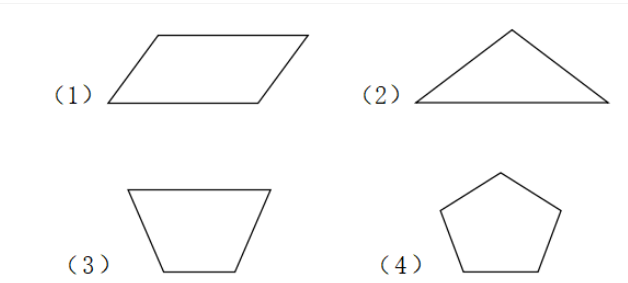 （1）
（2）
（3）
（4）